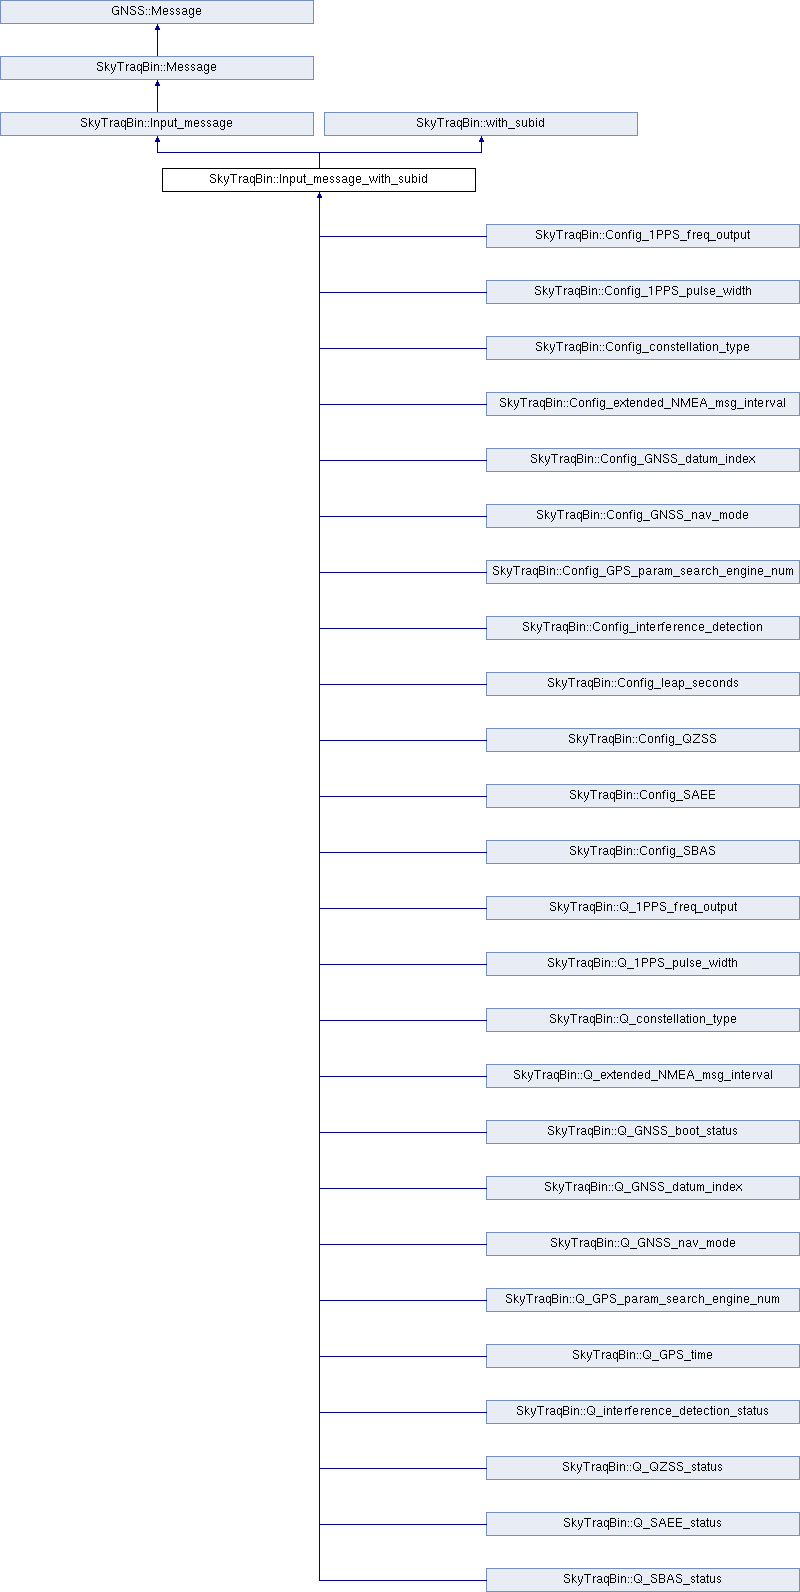 GNSS::Message
SkyTraqBin::Message
SkyTraqBin::Input_message
SkyTraqBin::with_subid
SkyTraqBin::Input_message_with_subid
SkyTraqBin::Config_1PPS_freq_output
SkyTraqBin::Config_1PPS_pulse_width
SkyTraqBin::Config_constellation_type
SkyTraqBin::Config_extended_NMEA_msg_interval
SkyTraqBin::Config_GNSS_datum_index
SkyTraqBin::Config_GNSS_nav_mode
SkyTraqBin::Config_GPS_param_search_engine_num
SkyTraqBin::Config_interference_detection
SkyTraqBin::Config_leap_seconds
SkyTraqBin::Config_QZSS
SkyTraqBin::Config_SAEE
SkyTraqBin::Config_SBAS
SkyTraqBin::Q_1PPS_freq_output
SkyTraqBin::Q_1PPS_pulse_width
SkyTraqBin::Q_constellation_type
SkyTraqBin::Q_extended_NMEA_msg_interval
SkyTraqBin::Q_GNSS_boot_status
SkyTraqBin::Q_GNSS_datum_index
SkyTraqBin::Q_GNSS_nav_mode
SkyTraqBin::Q_GPS_param_search_engine_num
SkyTraqBin::Q_GPS_time
SkyTraqBin::Q_interference_detection_status
SkyTraqBin::Q_QZSS_status
SkyTraqBin::Q_SAEE_status
SkyTraqBin::Q_SBAS_status